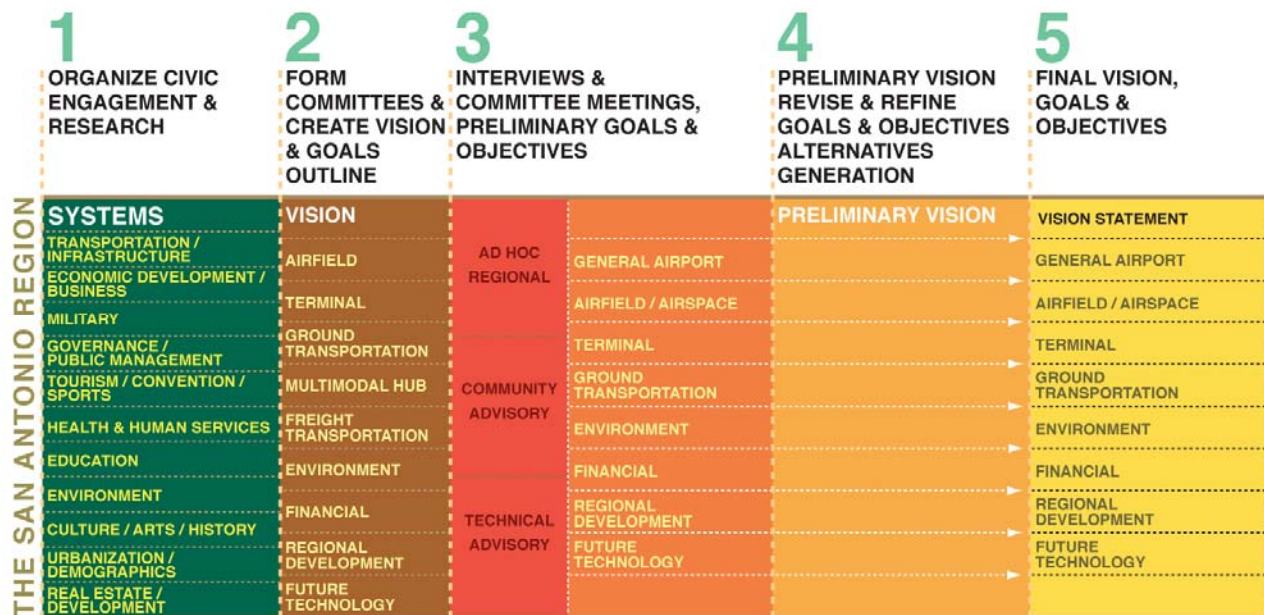 1
ORGANIZE CIVIC
ENGAGEMENT &
RESEARCH
2
FORM
COMMITTEES &
CREATE VISION
& GOALS
OUTLINE
3
INTERVIEWS &
COMMITTEE MEETINGS,
PRELIMINARY GOALS &
OBJECTIVES
4
PRELIMINARY VISION
REVISE & REFINE
GOALS & OBJECTIVES
ALTERNATIVES
GENERATION
5
FINAL VISION,
GOALS &
OBJECTIVES
THE SAN ANTONIO REGION
SYSTEMS
TRANSPORTATION /
INFRASTRUCTURE
ECONOMIC DEVELOPMENT /
BUSINESS
MILITARY
GOVERNANCE /
PUBLIC MANAGEMENT
TOURISM / CONVENTION /
SPORTS
HEALTH & HUMAN SERVICES
EDUCATION
ENVIRONMENT
CULTURE / ARTS / HISTORY
URBANIZATION /
DEMOGRAPHICS
REAL ESTATE /
DEVELOPMENT
VISION
AIRFIELD
TERMINAL
GROUND
TRANSPORTATION
MULTIMODAL HUB
FREIGHT
TRANSPORTATION
ENVIRONMENT
FINANCIAL
REGIONAL
DEVELOPMENT
FUTURE
TECHNOLOGY
AD HOC
REGIONAL
COMMUNITY
ADVISORY
TECHNICAL
ADVISORY
GENERAL AIRPORT
AIRFIELD / AIRSPACE
TERMINAL
GROUND
TRANSPORTATION
ENVIRONMENT
FINANCIAL
REGIONAL
DEVELOPMENT
FUTURE
TECHNOLOGY
PRELIMINARY VISION
VISION STATEMENT
GENERAL AIRPORT
AIRFIELD / AIRSPACE
TERMINAL
GROUND
TRANSPORTATION
ENVIRONMENT
FINANCIAL
REGIONAL
DEVELOPMENT
FUTURE
TECHNOLOGY